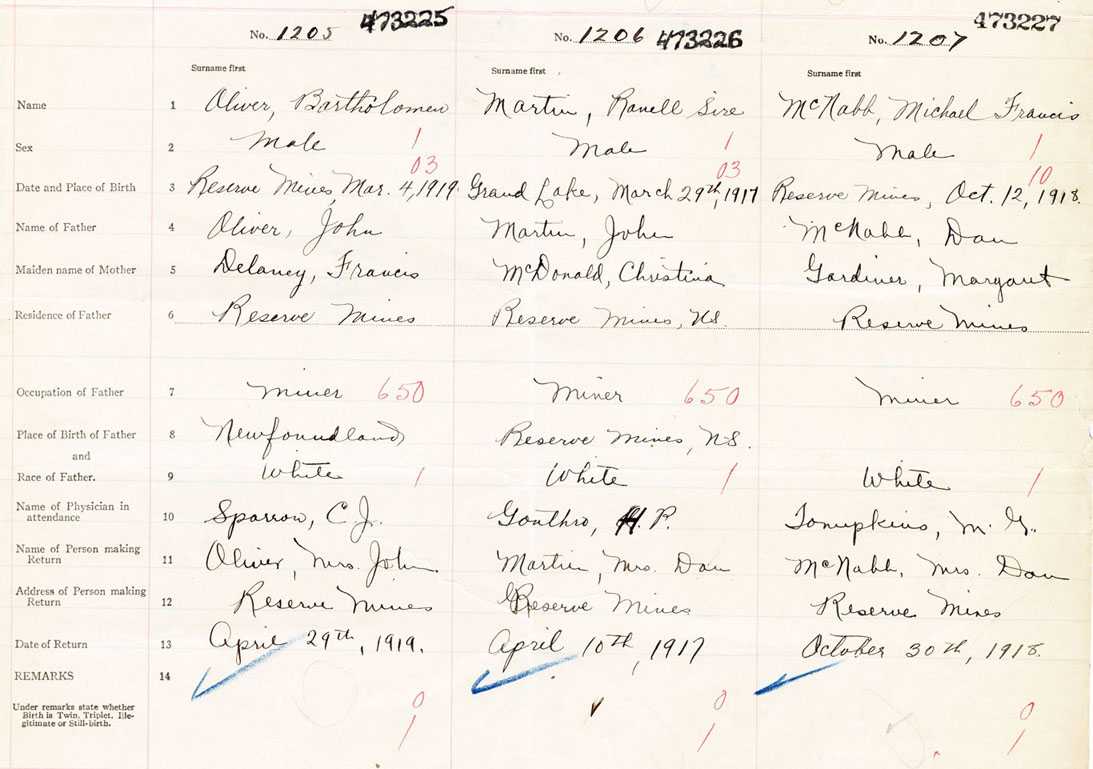 No. 1205 473225 No. 1206 473226 No. 1207 473227
Surname first Surname first Surname first
Name 1 Oliver, Bartholomew Martin, Ranell Sire McNabb, Michael Francis
Sex 2 Male 1 Male 1 Male 1
03 03 10
Date and Place of Birth 3 Reserve Mines, Mar. 4, 1919. Grand Lake, March 29th, 1917 Reserve Mines, Oct. 12, 1918.
Name of Father 4 Oliver, John Martin, John McNabb, Dan
Maiden name of Mother 5 Delaney, Francis McDonald, Christina Gardiner, Margaret
Residence of Father 6 Reserve Mines Reserve Mines, N.S. Reserve Mines
Occupation of Father 7 Miner 650 Miner 650 Miner 650
Place of Birth of Father 8 Newfoundland Reserve Mines, N.S.
and
Race of Father. 9 White 1 White 1 White 1
Name of Physician in
attendance 10 Sparrow, C. J. Gouthro, H. P. Tompkins, M. G.
Name of Person making
Return 11 Oliver, Mrs. John Martin, Mrs. Dan McNabb, Mrs. Dan
Address of Person making
Return 12 Reserve Mines Reserve Mines Reserve Mines
Date of Return 13 April 29th, 1919. April 10th, 1917 October 30th, 1918.
REMARKS 14
Under remarks state whether
Birth is Twin, Triplet, Ille-
gitimate or Still-birth.
0 0 0
1 1 1